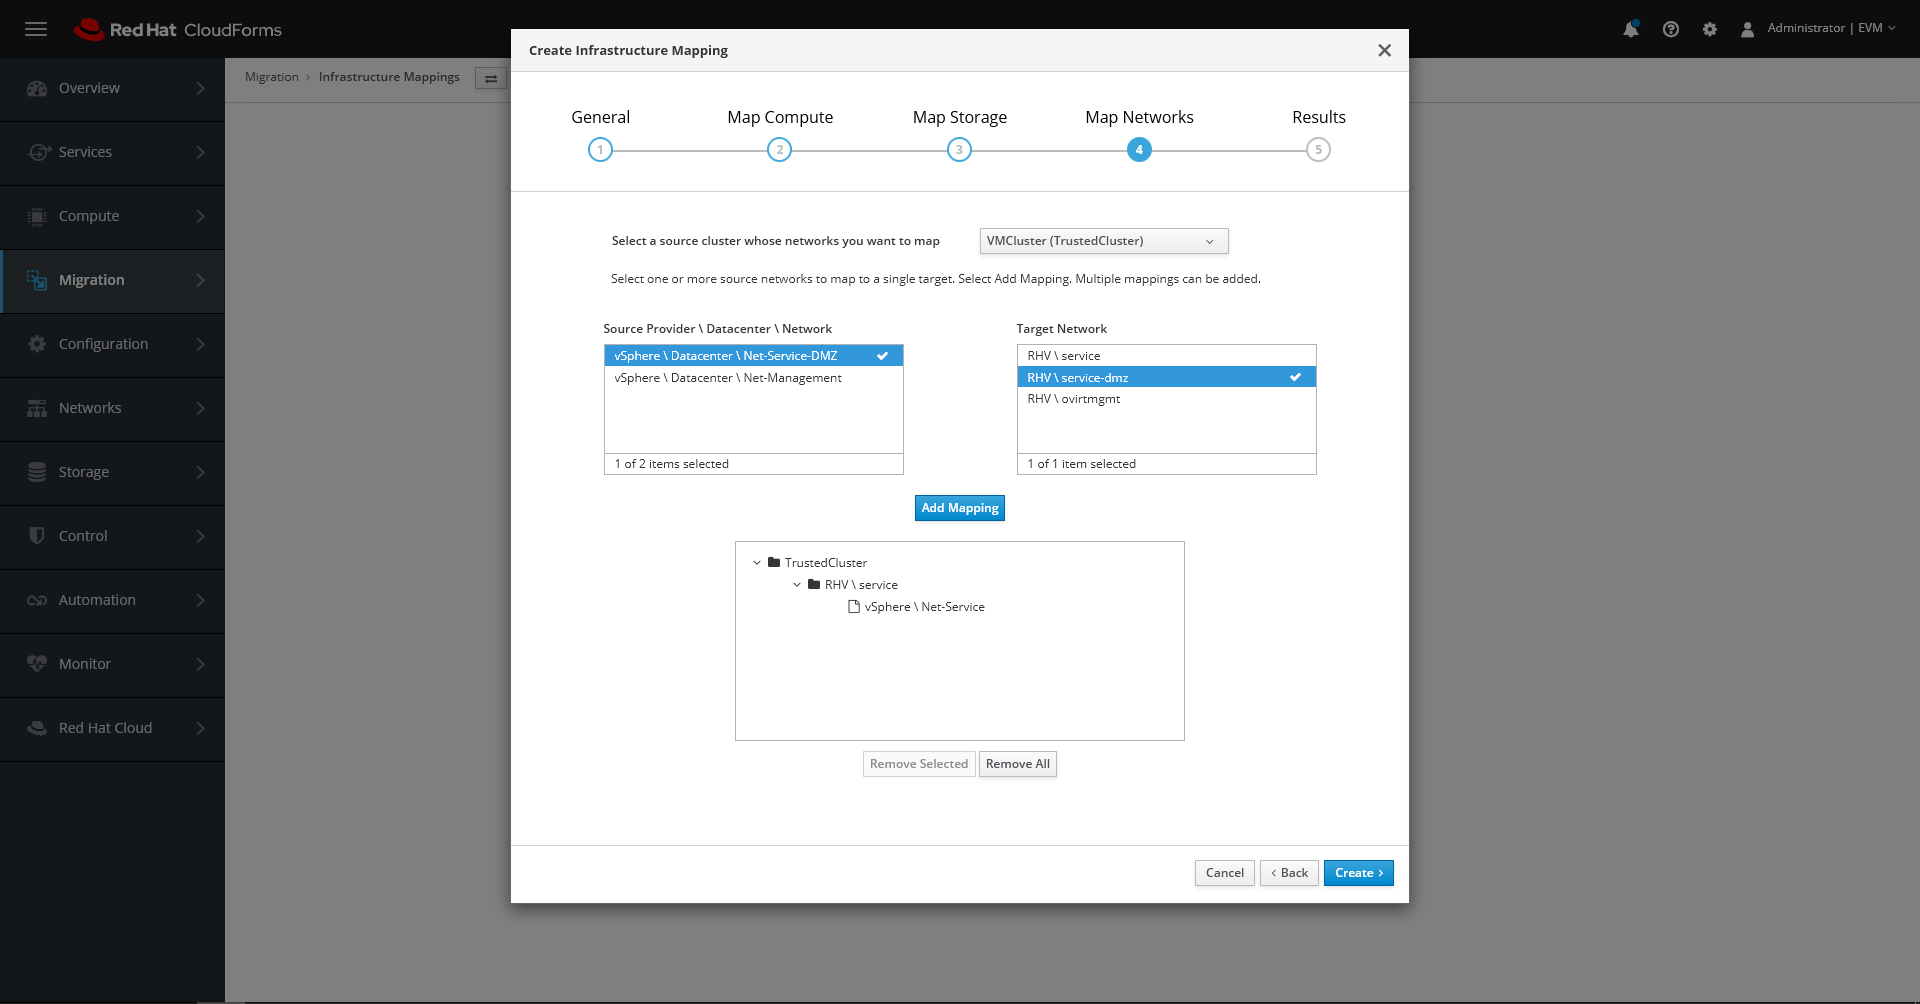 Red Hat CloudForms
Administrator | EVM
Overview
Services
Compute
Migration
Configuration
Networks
Storage
Control
Automation
Monitor
Red Hat Cloud
Migration > Infrastructure Mappings
Create Infrastructure Mapping
General
Map Compute
Map Storage
Map Networks
Results
1
2
3
4
5
Select a source cluster whose networks you want to map
VMCluster (TrustedCluster)
Select one or more source networks to map to a single target. Select Add Mapping. Multiple mappings can be added.
Source Provider \ Datacenter \ Network
vSphere \ Datacenter \ Net-Service-DMZ
vSphere \ Datacenter \ Net-Management
1 of 2 items selected
Target Network
RHV \ service
RHV \ service-dmz
RHV \ ovirtmgmt
1 of 1 item selected
Add Mapping
TrustedCluster
RHV \ service
vSphere \ Net-Service
Remove Selected
Remove All
Cancel
< Back
Create >